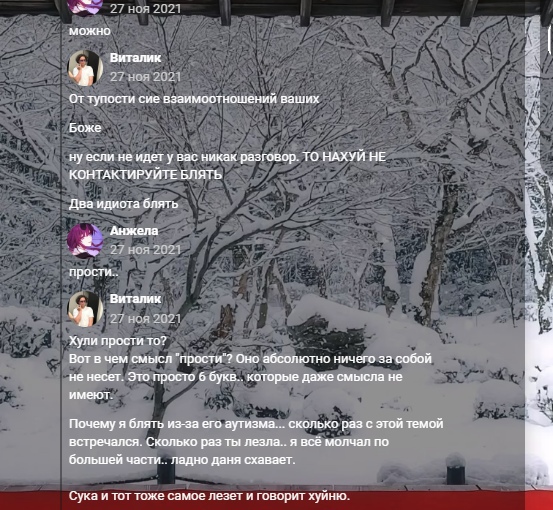 27 ноя 2021
можно
Виталик
27 ноя 2021
От тупости сие взаимоотношений ваших
Боже
ну если не идет у вас никак разговор. ТО НАХУЙ НЕ
КОНТАКТИРУЙТЕ БЛЯТЬ
Два идиота блять
Анжела
27 ноя 2021
прости..
Виталик
27 ноя 2021
Хули прости то?
Вот в чем смысл "прости"? Оно абсолютно ничего за собой
не несет. Это просто 6 букв.. которые даже смысла не
имеют.
Почему я блять из-за его аутизма... сколько раз с этой темой
встречался. Сколько раз ты лезла.. я всё молчал по
большей части.. ладно даня схавает.
Сука и тот тоже самое лезет и говорит хуйню.